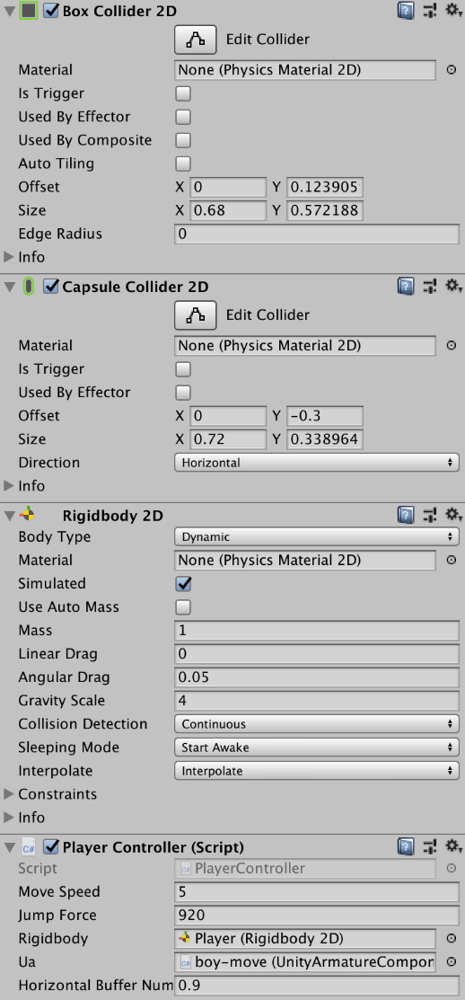 Box Collider 2D
Edit Collider
Material None (Physics Material 2D)
Is Trigger
Used By Effector
Used By Composite
Auto Tiling
Offset X 0 Y 0.123905
Size X 0.68 Y 0.572188
Edge Radius 0
Info
Capsule Collider 2D
Edit Collider
Material None (Physics Material 2D)
Is Trigger
Used By Effector
Offset X 0 Y -0.3
Size X 0.72 Y 0.338964
Direction Horizontal
Info
Rigidbody 2D
Body Type Dynamic
Material None (Physics Material 2D)
Simulated
Use Auto Mass
Mass 1
Linear Drag 0
Angular Drag 0.05
Gravity Scale 4
Collision Detection Continuous
Sleeping Mode Start Awake
Interpolate Interpolate
Constraints
Info
C# Player Controller (Script)
Script C# PlayerController
Move Speed 5
Jump Force 920
Rigidbody Player (Rigidbody 2D)
Ua C# boy-move (UnityArmatureCompor
Horizontal Buffer Num 0.9